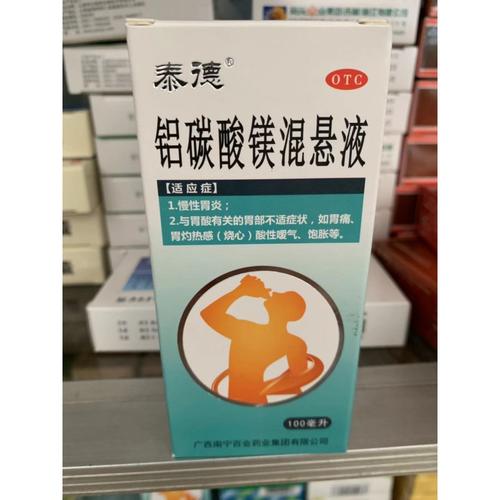 泰德®
OTC
铝碳酸镁混悬液
【适应症】
1.慢性胃炎；
2.与胃酸有关的胃部不适症状，如胃痛、
胃灼热感（烧心）酸性嗳气、饱胀等。
100毫升
广西南宁百会药业集团有限公司